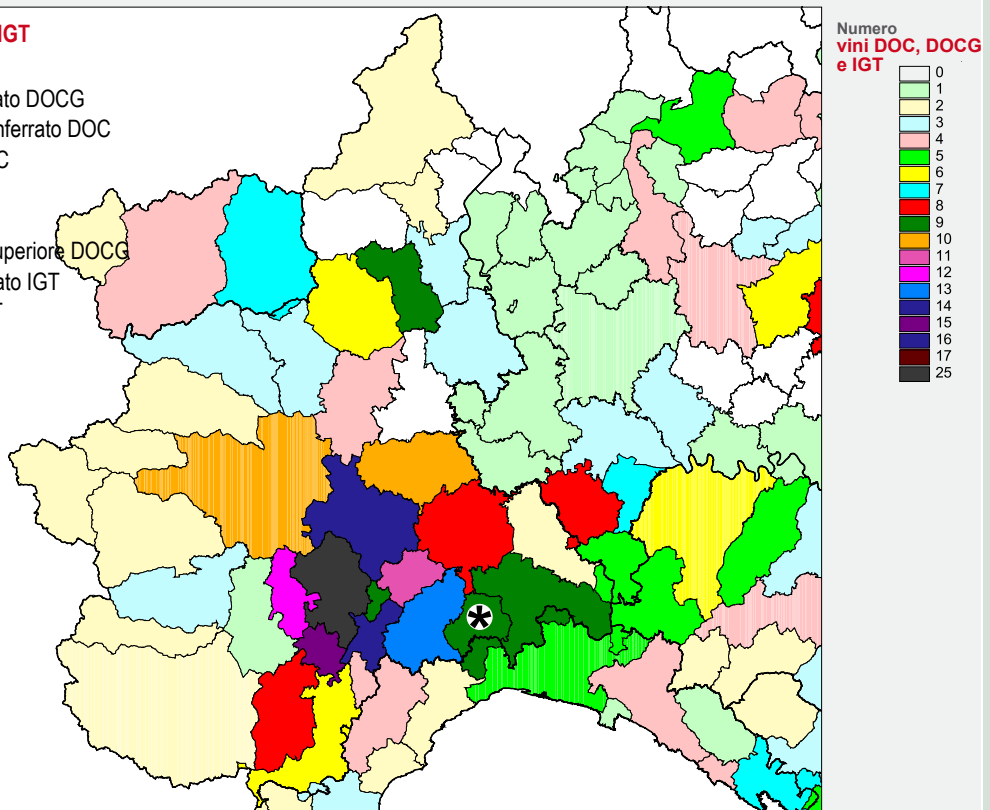 IGT
ato DOCG
nferrato DOC
C
uperiore DOCG
ato IGT
Numero
vini DOC, DOCG
e IGT
0
1
2
3
4
5
6
7
8
9
10
11
12
13
14
15
16
17
25
*